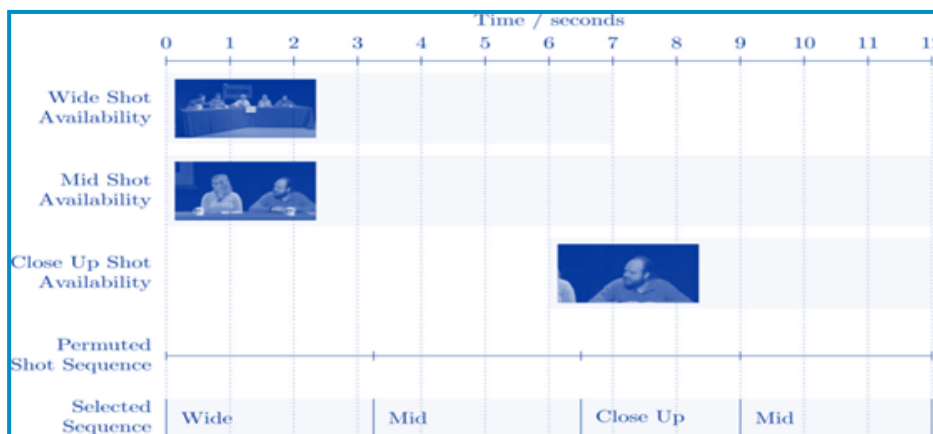 Time / seconds
0 1 2 3 4 5 6 7 8 9 10 11
Wide Shot
Availability
Mid Shot
Availability
Close Up Shot
Availability
Permuted
Shot Sequence
Selected
Sequence
Wide Mid Close Up Mid